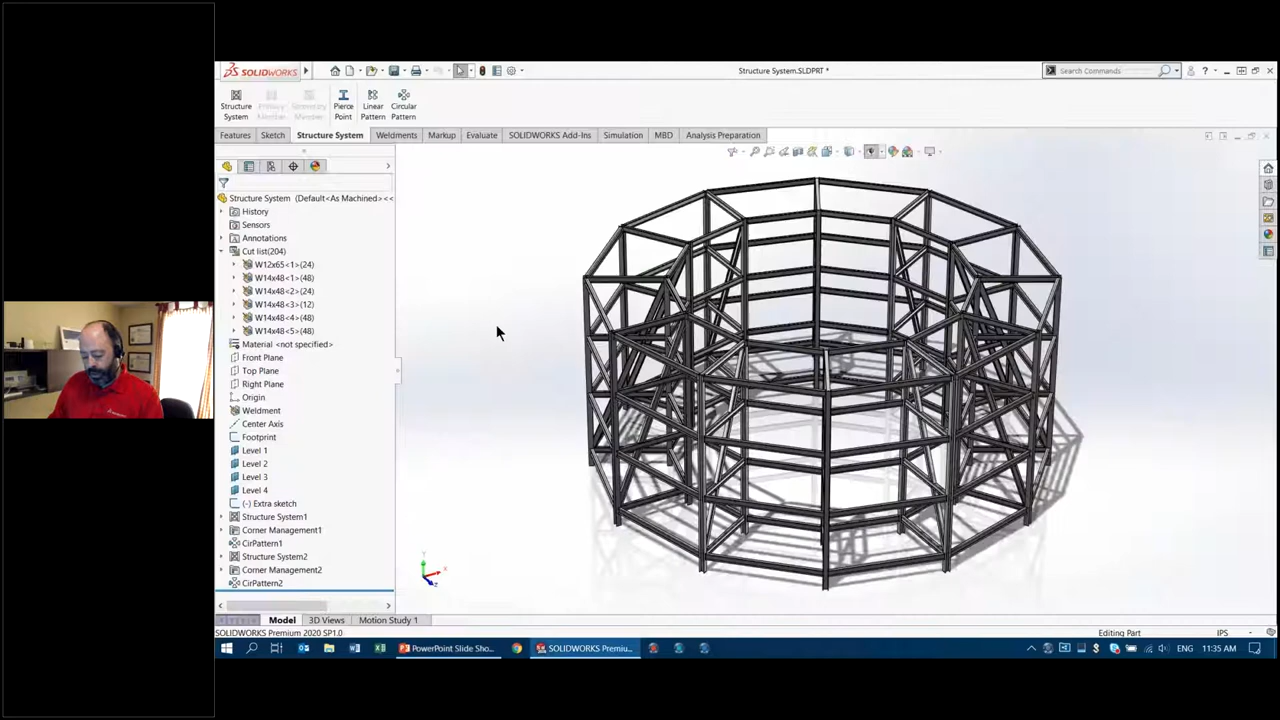 SOLIDWORKS
Structure System.SLDPRT *
Search Commands
Structure System
Primary Member
Secondary Member
Pierce Point
Linear Pattern
Circular Pattern
Features
Sketch
Structure System
Weldments
Markup
Evaluate
SOLIDWORKS Add-Ins
Simulation
MBD
Analysis Preparation
Structure System (Default<As Machined><<
History
Sensors
Annotations
Cut list(204)
W12x65<1>(24)
W14x48<1>(48)
W14x48<2>(24)
W14x48<3>(12)
W14x48<4>(48)
W14x48<5>(48)
Material <not specified>
Front Plane
Top Plane
Right Plane
Origin
Weldment
Center Axis
Footprint
Level 1
Level 2
Level 3
Level 4
(-) Extra sketch
Structure System1
Corner Management1
CirPattern1
Structure System2
Corner Management2
CirPattern2
Model
3D Views
Motion Study 1
SOLIDWORKS Premium 2020 SP1.0
Editing Part
IPS
PowerPoint Slide Sho...
SOLIDWORKS Premiu...
ENG
11:35 AM